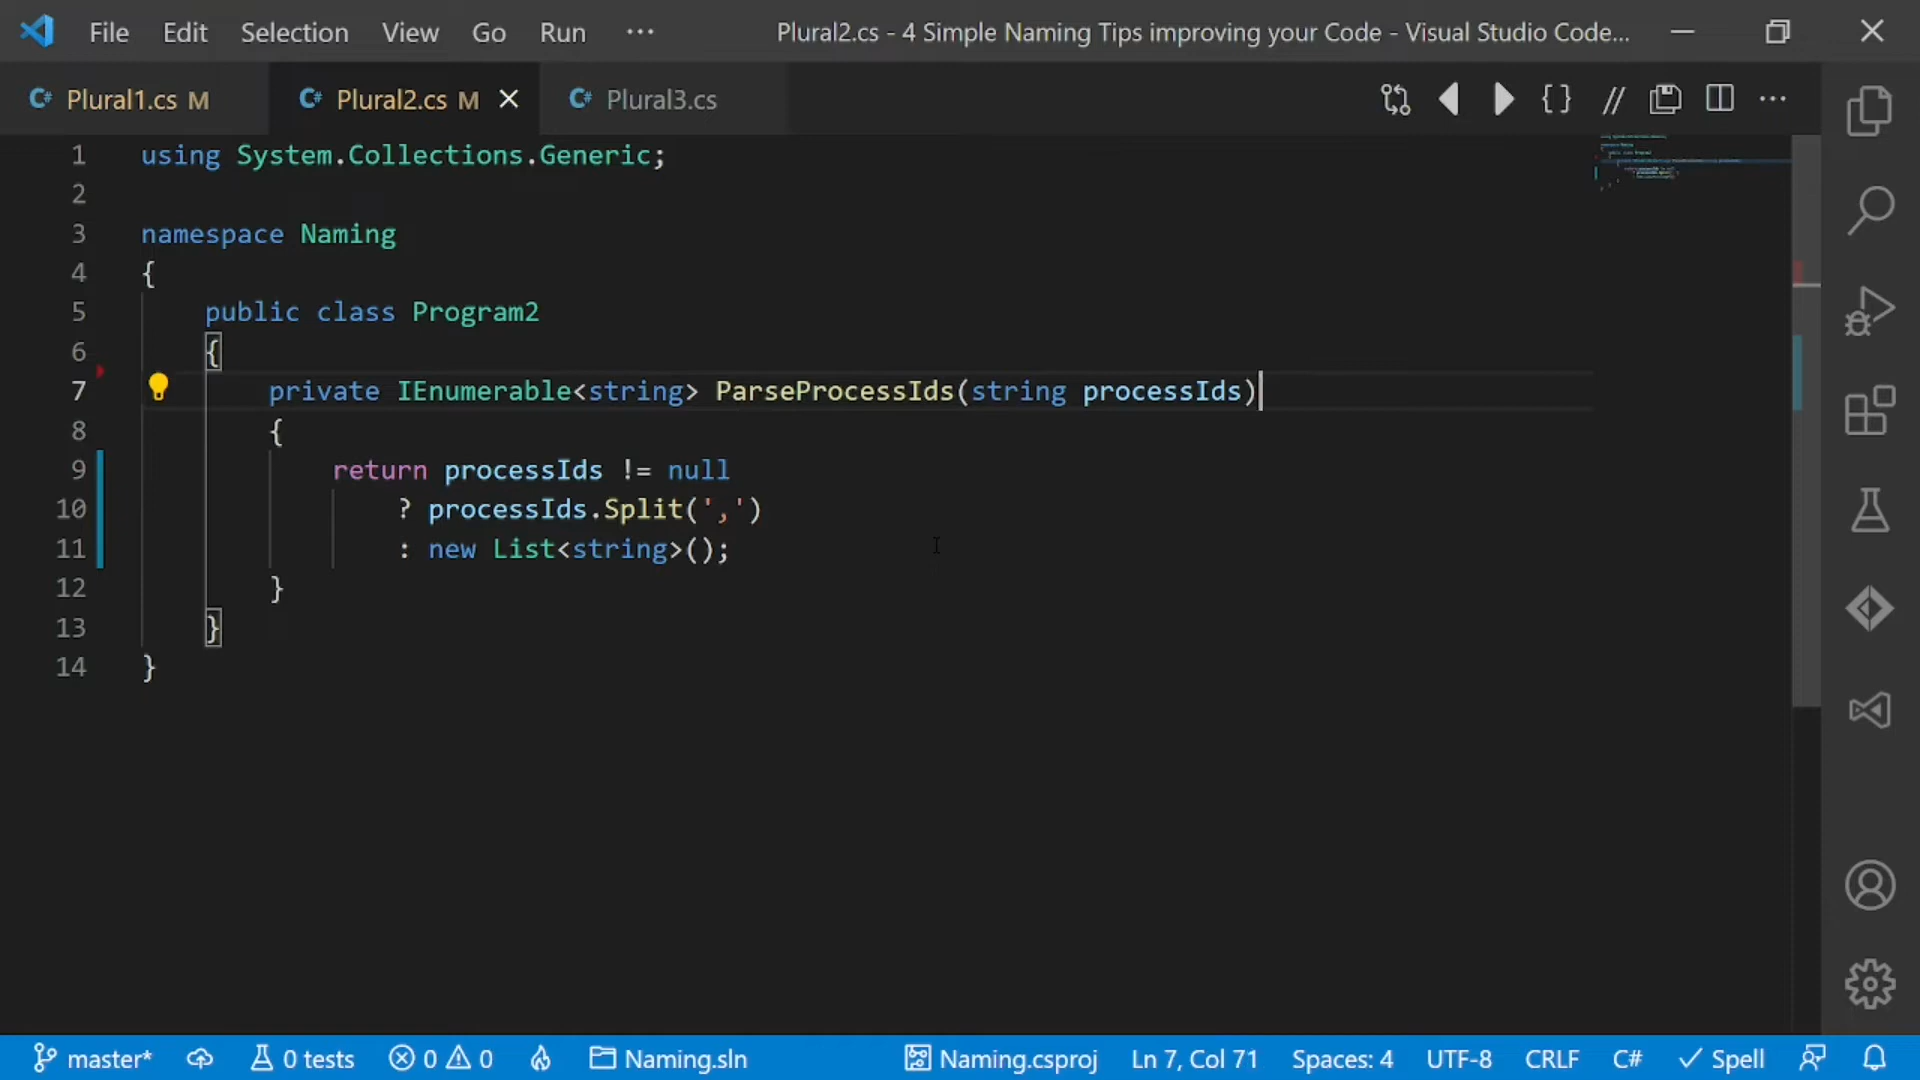 File Edit Selection View Go Run ··· Plural2.cs - 4 Simple Naming Tips improving your Code - Visual Studio Code...
C# Plural1.cs M C# Plural2.cs M C# Plural3.cs {} // ···
1 using System.Collections.Generic;
2
3 namespace Naming
4 {
5 public class Program2
6 {
7 private IEnumerable<string> ParseProcessIds(string processIds)
8 {
9 return processIds != null
10 ? processIds.Split(',')
11 : new List<string>();
12 }
13 }
14 }
master* 0 tests 0 0 Naming.sln Naming.csproj Ln 7, Col 71 Spaces: 4 UTF-8 CRLF C# Spell